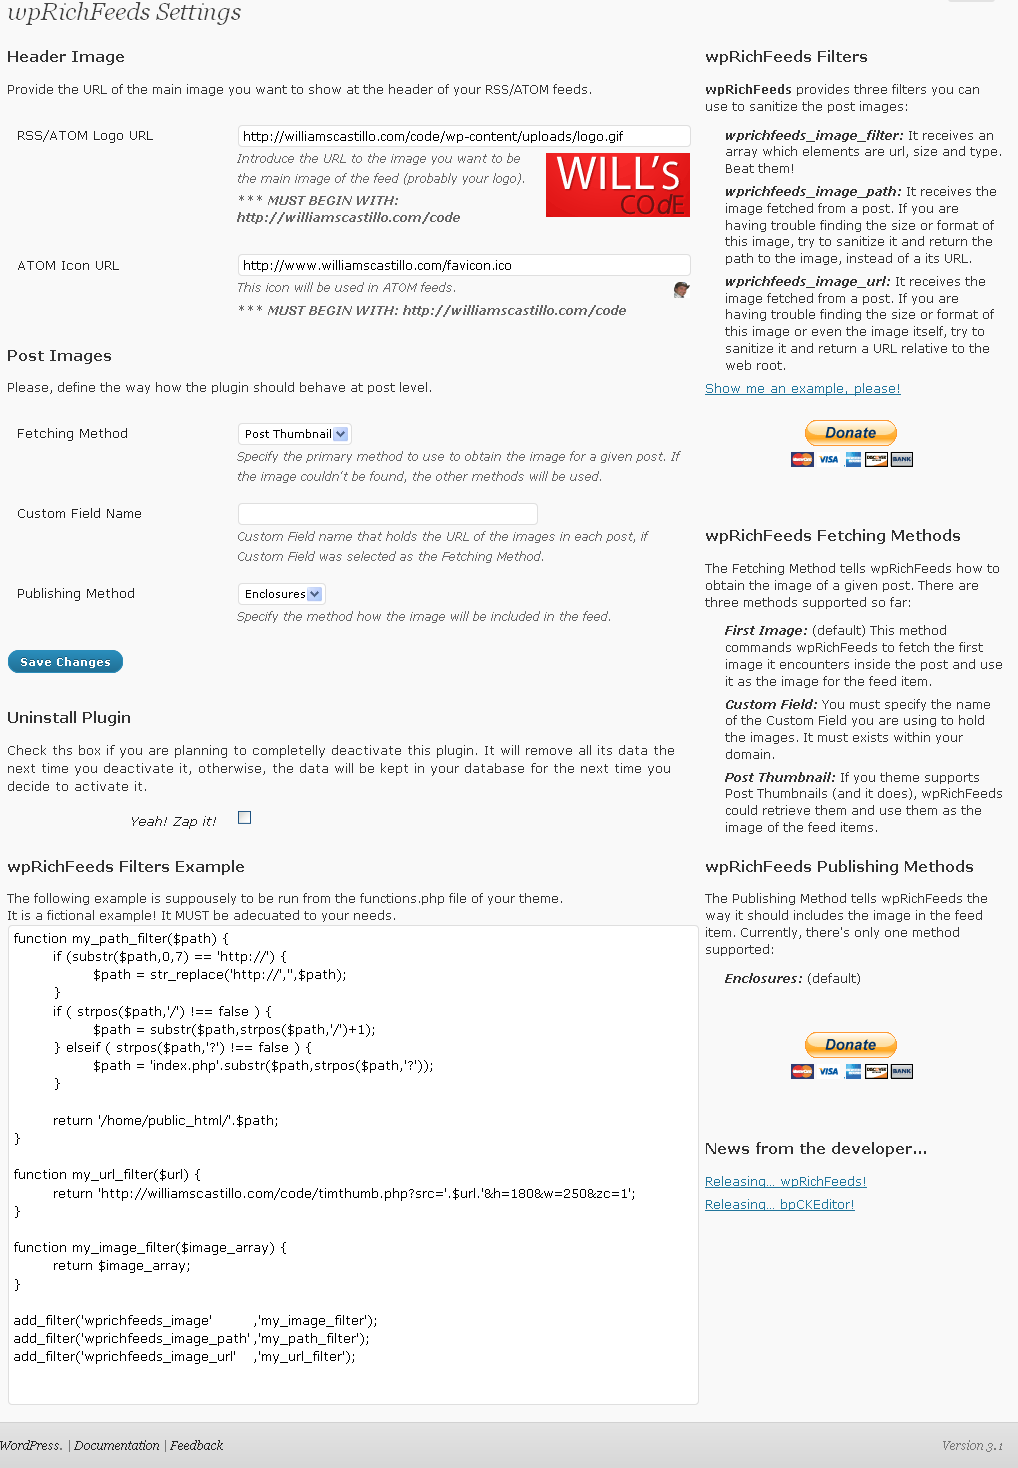 wpRichFeeds Settings
Header Image
Provide the URL of the main image you want to show at the header of your RSS/ATOM feeds.
RSS/ATOM Logo URL
http://williamscastillo.com/code/wp-content/uploads/logo.gif
Introduce the URL to the image you want to be
the main image of the feed (probably your logo).
*** MUST BEGIN WITH:
http://williamscastillo.com/code
WILL's
COdE
ATOM Icon URL
http://www.williamscastillo.com/favicon.ico
This icon will be used in ATOM feeds.
*** MUST BEGIN WITH: http://williamscastillo.com/code
Post Images
Please, define the way how the plugin should behave at post level.
Fetching Method
Post Thumbnail
Specify the primary method to use to obtain the image for a given post. If
the image couldn't be found, the other methods will be used.
Custom Field Name
Custom Field name that holds the URL of the images in each post, if
Custom Field was selected as the Fetching Method.
Publishing Method
Enclosures
Specify the method how the image will be included in the feed.
Save Changes
Uninstall Plugin
Check ths box if you are planning to completelly deactivate this plugin. It will remove all its data the
next time you deactivate it, otherwise, the data will be kept in your database for the next time you
decide to activate it.
Yeah! Zap it!
wpRichFeeds Filters Example
The following example is suppousely to be run from the functions.php file of your theme.
It is a fictional example! It MUST be adecuated to your needs.
function my_path_filter($path) {
if (substr($path,0,7) == 'http://') {
$path = str_replace('http://','',$path);
}
if ( strpos($path,'/') !== false ) {
$path = substr($path,strpos($path,'/')+1);
} elseif ( strpos($path,'?') !== false ) {
$path = 'index.php'.substr($path,strpos($path,'?'));
}
return '/home/public_html/'.$path;
}
function my_url_filter($url) {
return 'http://williamscastillo.com/code/timthumb.php?src='.$url.'&h=180&w=250&zc=1';
}
function my_image_filter($image_array) {
return $image_array;
}
add_filter('wprichfeeds_image' ,'my_image_filter');
add_filter('wprichfeeds_image_path' ,'my_path_filter');
add_filter('wprichfeeds_image_url' ,'my_url_filter');
wpRichFeeds Filters
wpRichFeeds provides three filters you can
use to sanitize the post images:
wprichfeeds_image_filter: It receives an
array which elements are url, size and type.
Beat them!
wprichfeeds_image_path: It receives the
image fetched from a post. If you are
having trouble finding the size or format of
this image, try to sanitize it and return the
path to the image, instead of a its URL.
wprichfeeds_image_url: It receives the
image fetched from a post. If you are
having trouble finding the size or format of
this image or even the image itself, try to
sanitize it and return a URL relative to the
web root.
Show me an example, please!
Donate
VISA
DISCOVER
BANK
wpRichFeeds Fetching Methods
The Fetching Method tells wpRichFeeds how to
obtain the image of a given post. There are
three methods supported so far:
First Image: (default) This method
commands wpRichFeeds to fetch the first
image it encounters inside the post and use
it as the image for the feed item.
Custom Field: You must specify the name
of the Custom Field you are using to hold
the images. It must exists within your
domain.
Post Thumbnail: If you theme supports
Post Thumbnails (and it does), wpRichFeeds
could retrieve them and use them as the
image of the feed items.
wpRichFeeds Publishing Methods
The Publishing Method tells wpRichFeeds the
way it should includes the image in the feed
item. Currently, there's only one method
supported:
Enclosures: (default)
Donate
VISA
DISCOVER
BANK
News from the developer...
Releasing... wpRichFeeds!
Releasing... bpCKEditor!
WordPress. | Documentation | Feedback
Version 3.1